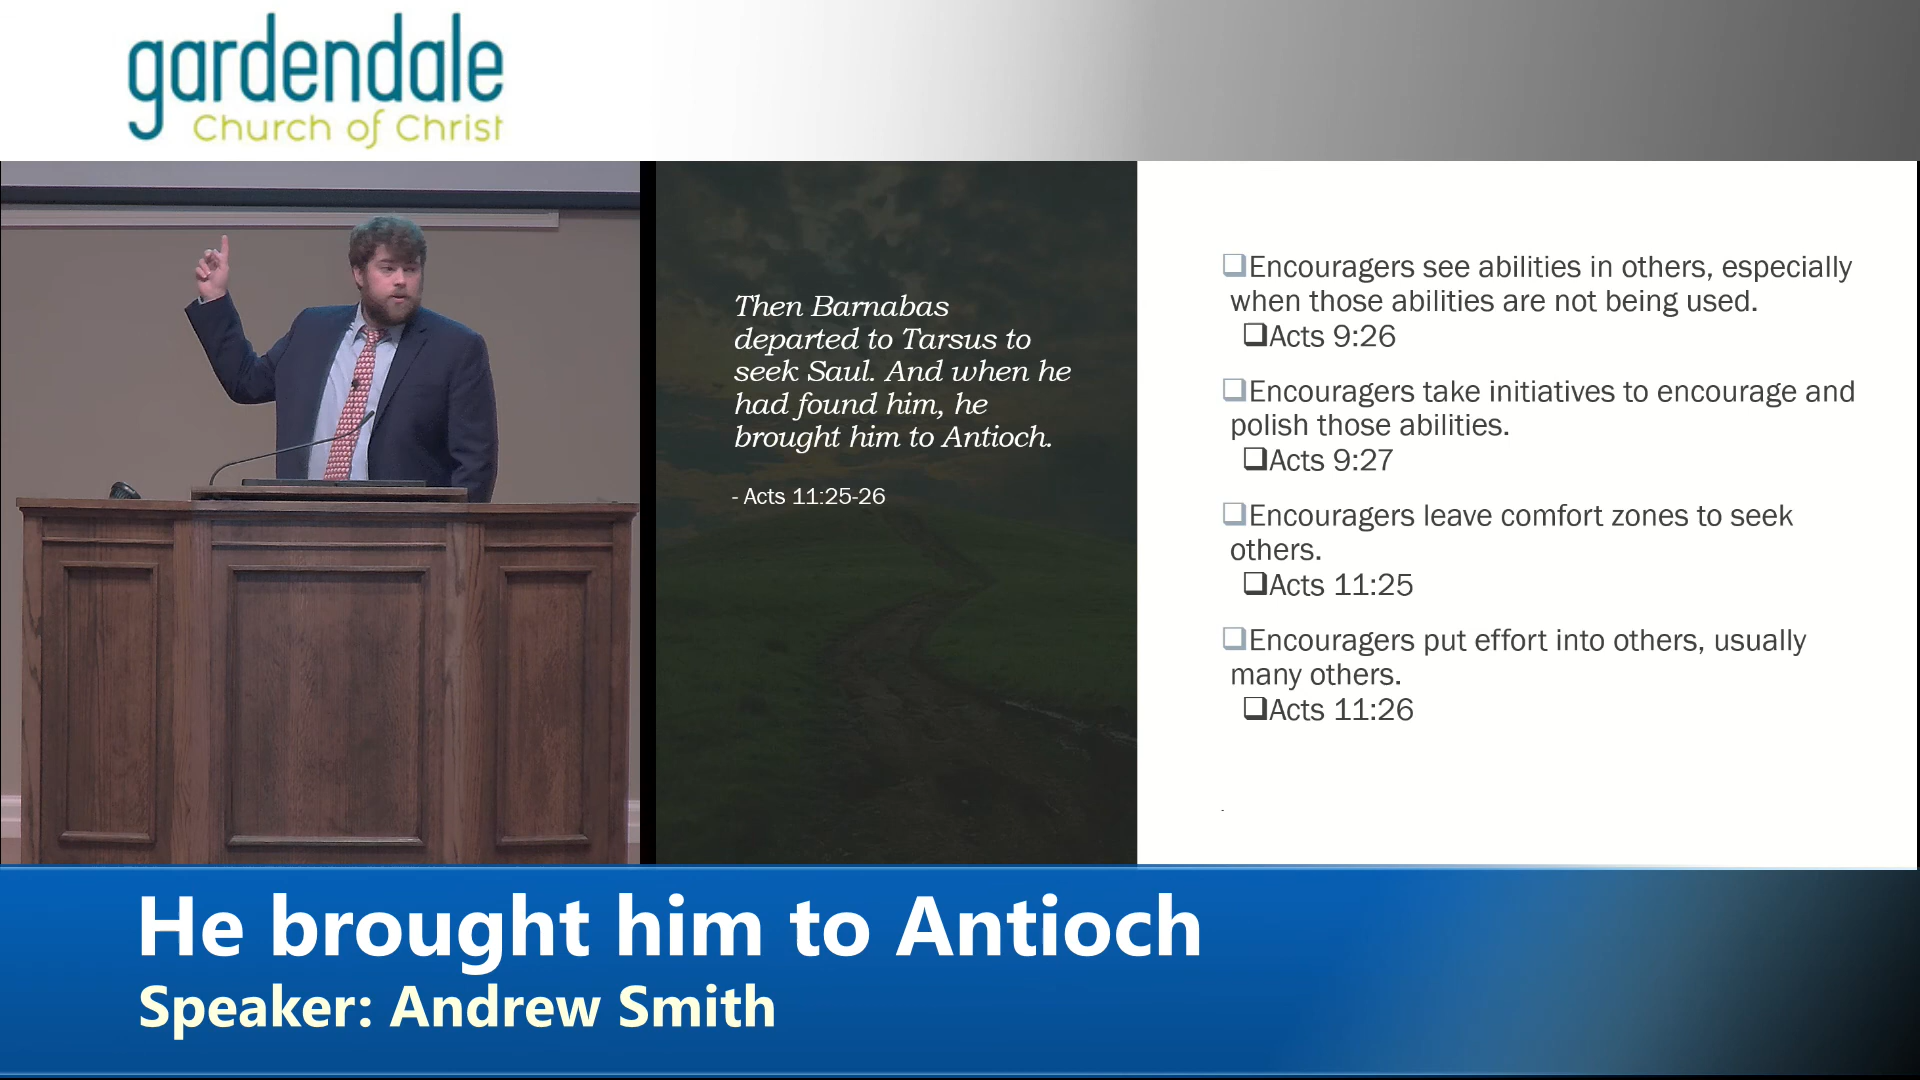 gardendale
Church of Christ
Then Barnabas
departed to Tarsus to
seek Saul. And when he
had found him, he
brought him to Antioch.
- Acts 11:25-26
❑Encouragers see abilities in others, especially
when those abilities are not being used.
❑Acts 9:26
❑Encouragers take initiatives to encourage and
polish those abilities.
❑Acts 9:27
❑Encouragers leave comfort zones to seek
others.
❑Acts 11:25
❑Encouragers put effort into others, usually
many others.
❑Acts 11:26
-
He brought him to Antioch
Speaker: Andrew Smith